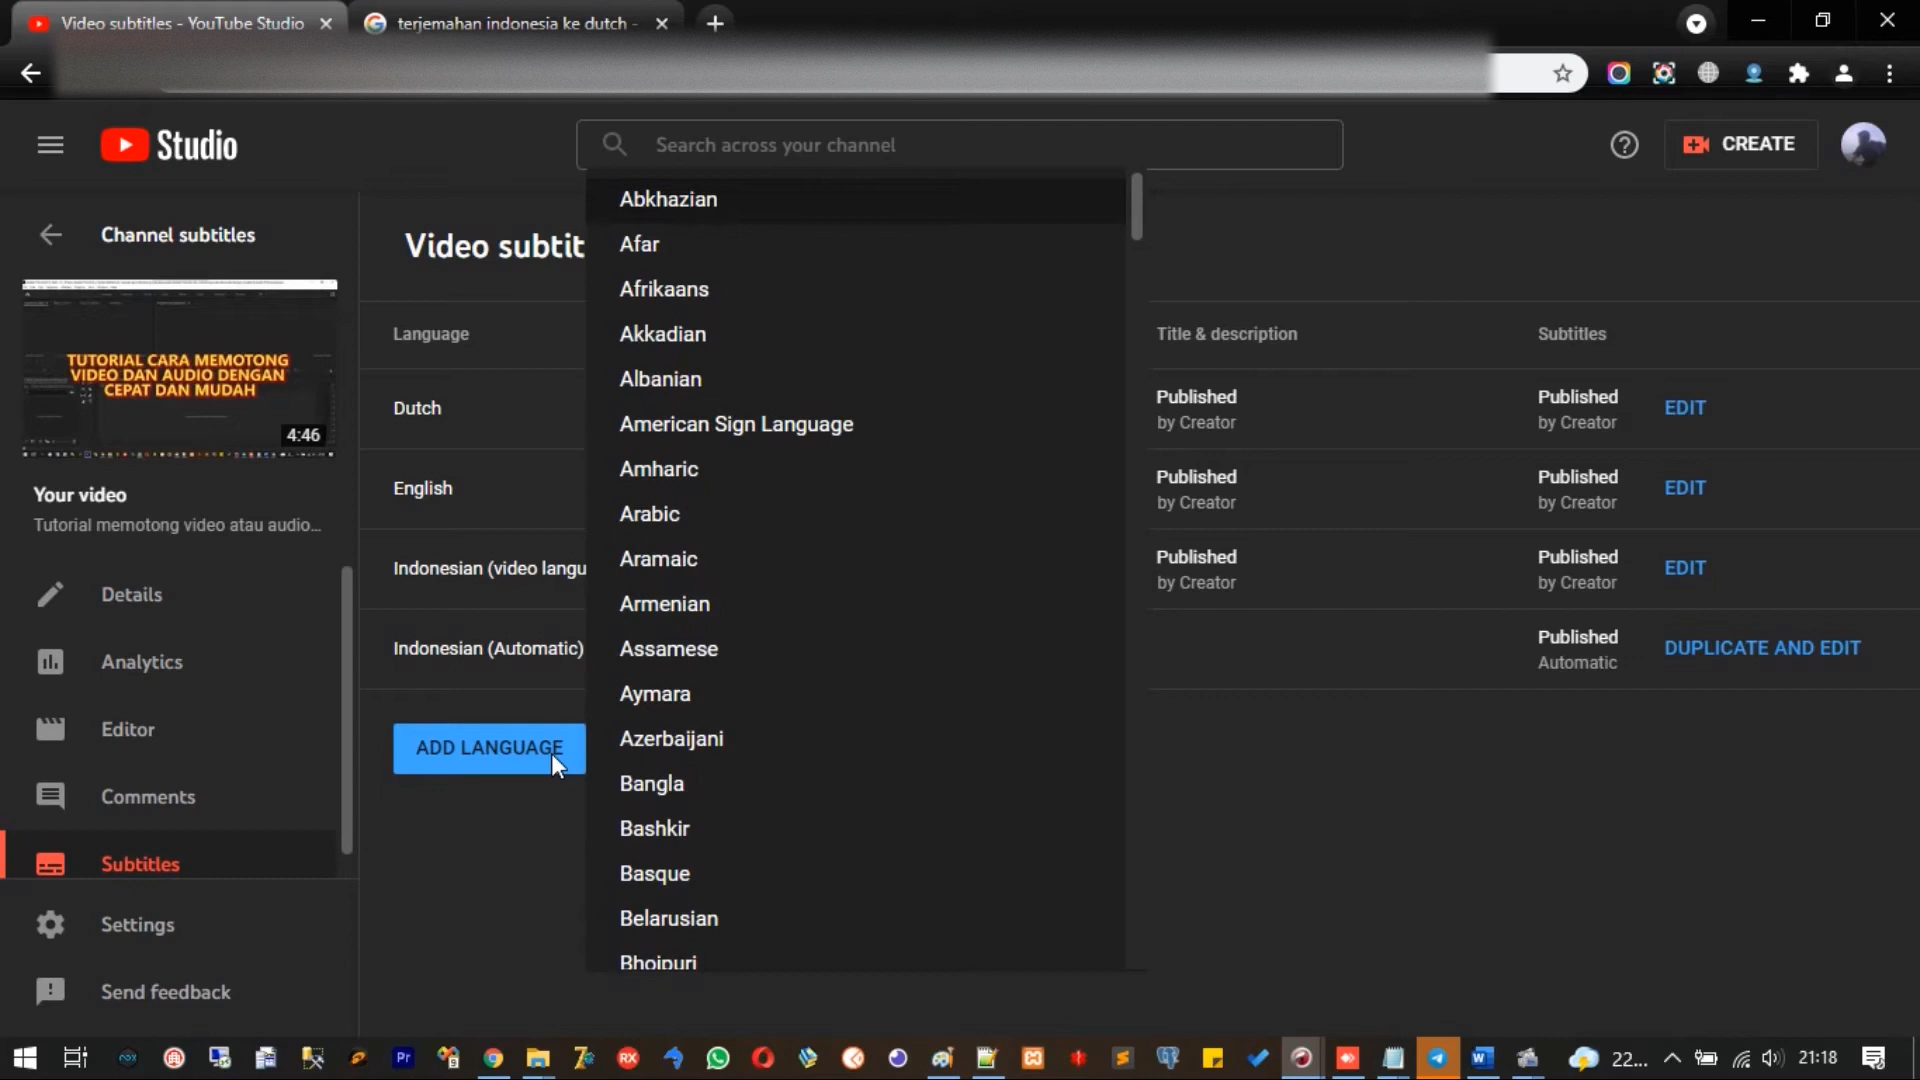 Video subtitles - YouTube Studio
terjemahan indonesia ke dutch -
Studio
Search across your channel
CREATE
Channel subtitles
TUTORIAL CARA MEMOTONG
VIDEO DAN AUDIO DENGAN
CEPAT DAN MUDAH
4:46
Your video
Tutorial memotong video atau audio...
Details
Analytics
Editor
Comments
Subtitles
Settings
Send feedback
Video subtit
Language
Title & description
Subtitles
Dutch
Published
by Creator
Published
by Creator
EDIT
English
Published
by Creator
Published
by Creator
EDIT
Indonesian (video langu
Published
by Creator
Published
by Creator
EDIT
Indonesian (Automatic)
Published
Automatic
DUPLICATE AND EDIT
ADD LANGUAGE
Abkhazian
Afar
Afrikaans
Akkadian
Albanian
American Sign Language
Amharic
Arabic
Aramaic
Armenian
Assamese
Aymara
Azerbaijani
Bangla
Bashkir
Basque
Belarusian
Bhojpuri
Pr
RX
22...
21:18